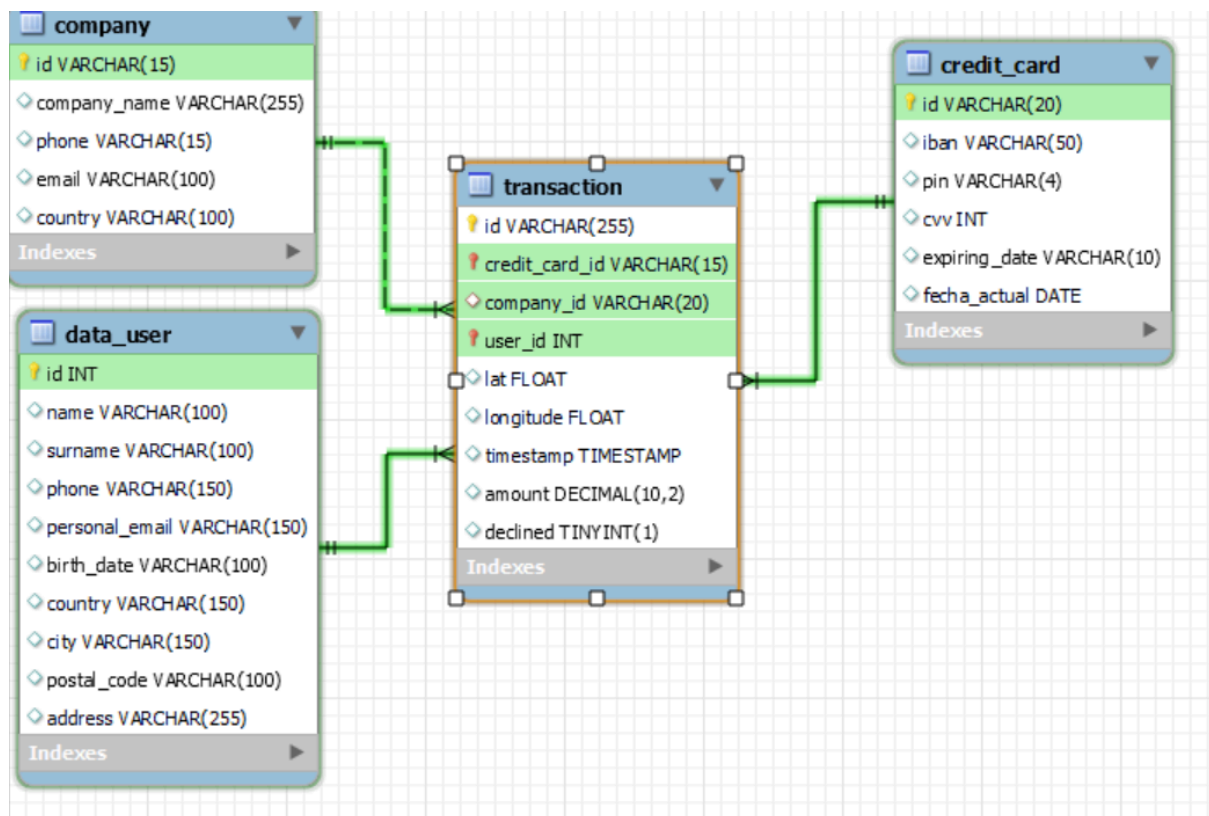 company
id VARCHAR(15)
company_name VARCHAR(255)
phone VARCHAR(15)
email VARCHAR(100)
country VARCHAR(100)
Indexes
data_user
id INT
name VARCHAR(100)
surname VARCHAR(100)
phone VARCHAR(150)
personal_email VARCHAR(150)
birth_date VARCHAR(100)
country VARCHAR(150)
city VARCHAR(150)
postal_code VARCHAR(100)
address VARCHAR(255)
Indexes
transaction
id VARCHAR(255)
credit_card_id VARCHAR(15)
company_id VARCHAR(20)
user_id INT
lat FLOAT
longitude FLOAT
timestamp TIMESTAMP
amount DECIMAL(10,2)
declined TINYINT(1)
Indexes
credit_card
id VARCHAR(20)
iban VARCHAR(50)
pin VARCHAR(4)
cvv INT
expiring_date VARCHAR(10)
fecha_actual DATE
Indexes